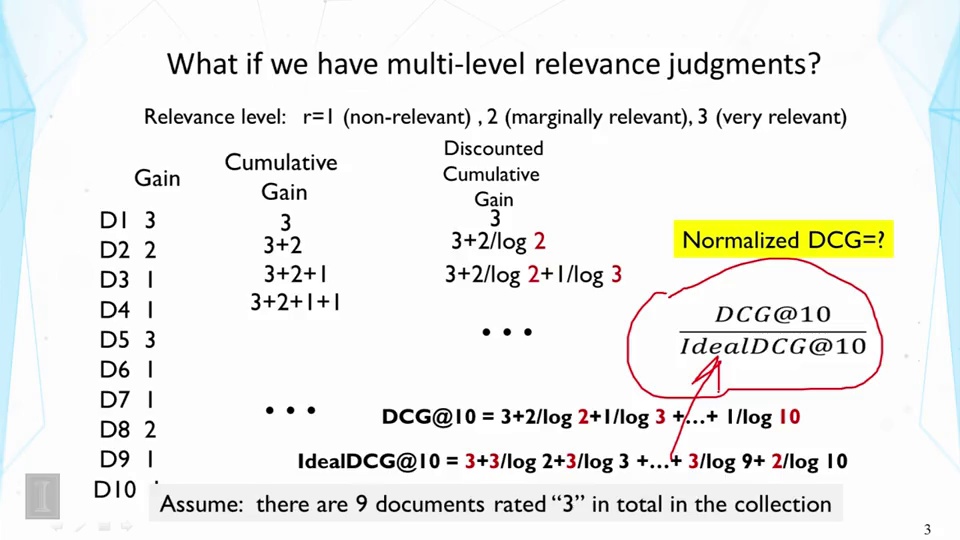 What if we have multi-level relevance judgments?
Relevance level: r=1 (non-relevant) , 2 (marginally relevant), 3 (very relevant)
Gain
Cumulative
Gain
Discounted
Cumulative
Gain
D1 3
3
3
D2 2
3+2
3+2/log 2
D3 1
3+2+1
3+2/log 2+1/log 3
D4 1
3+2+1+1
D5 3
• • •
D6 1
D7 1
• • •
D8 2
D9 1
D10
Normalized DCG=?
DCG@10
IdealDCG@10
DCG@10 = 3+2/log 2+1/log 3 +…+ 1/log 10
IdealDCG@10 = 3+3/log 2+3/log 3 +…+ 3/log 9+ 2/log 10
Assume: there are 9 documents rated “3” in total in the collection
I
3